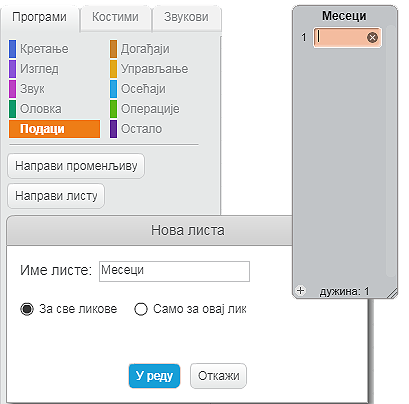 Програми Костими Звукови
Кретање Догађаји
Изглед Управљање
Звук Осећаји
Оловка Операције
Подаци Остало
Направи променљиву
Направи листу
Нова листа
Име листе: Месеци
За све ликове Само за овај лик
У реду Откажи
Месеци
1
+ дужина: 1